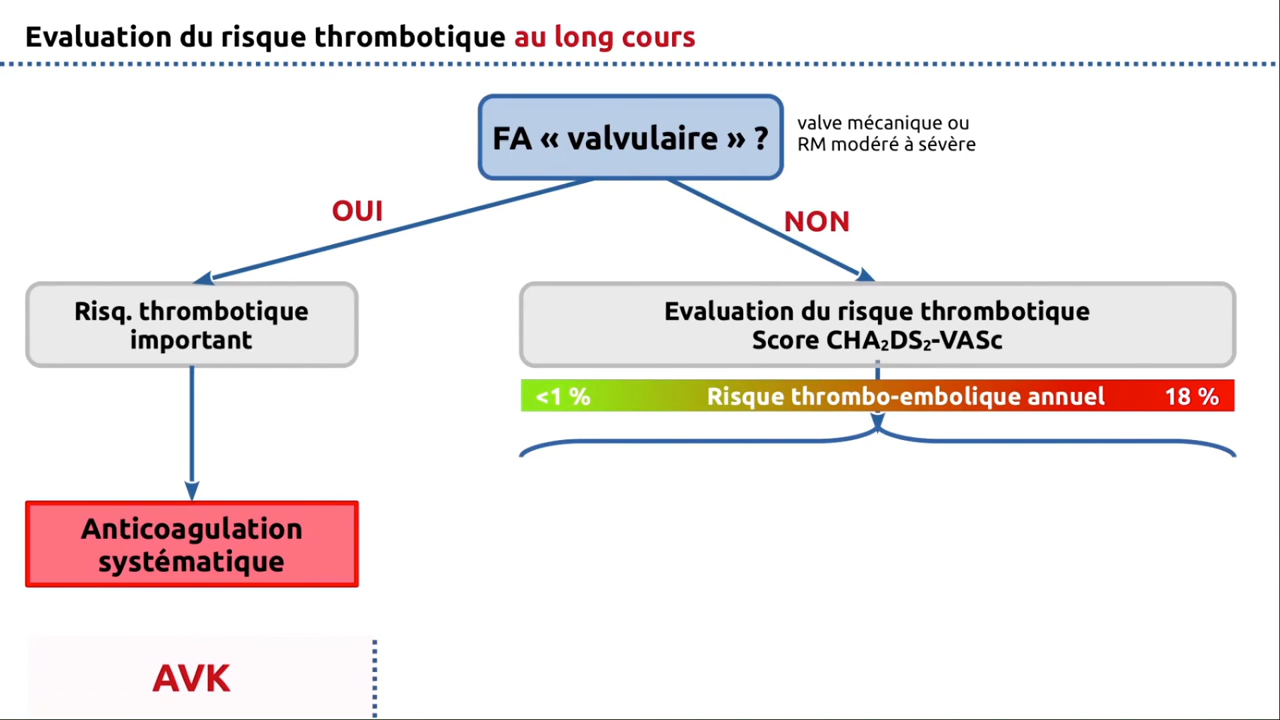 Evaluation du risque thrombotique au long cours
FA « valvulaire » ?
valve mécanique ou
RM modéré à sévère
OUI
NON
Risq. thrombotique
important
Evaluation du risque thrombotique
Score CHA₂DS₂-VASc
<1 % Risque thrombo-embolique annuel 18 %
Anticoagulation
systématique
AVK